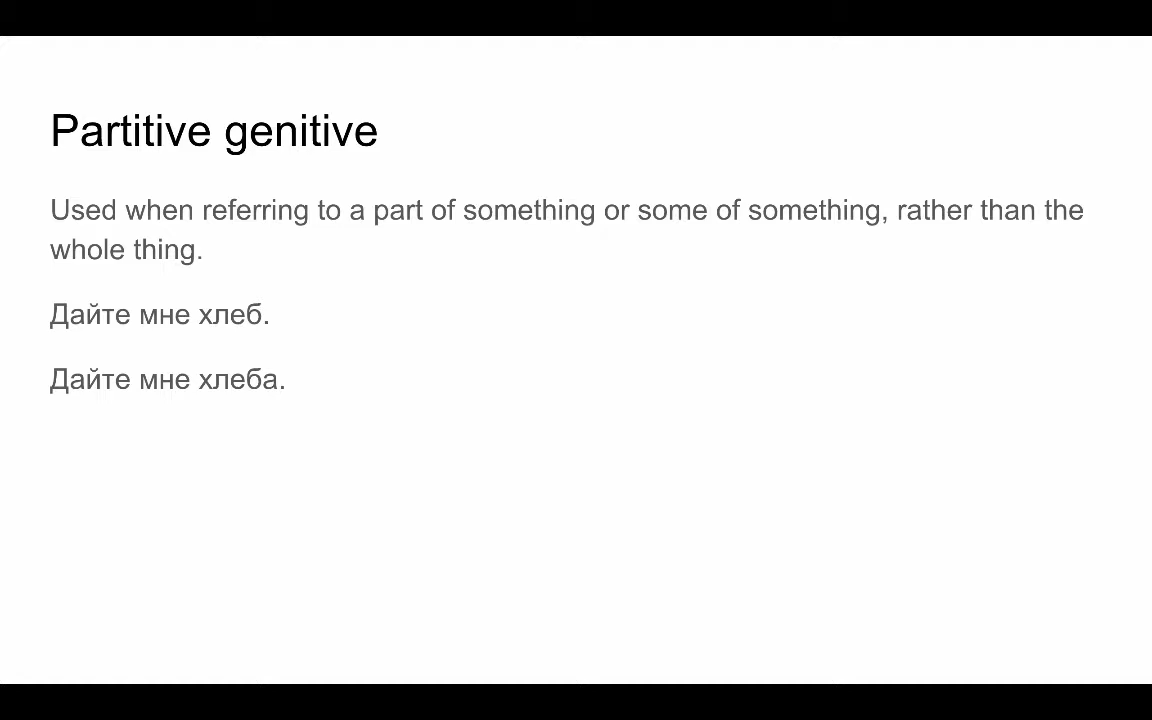 Partitive genitive
Used when referring to a part of something or some of something, rather than the
whole thing.
Дайте мне хлеб.
Дайте мне хлеба.